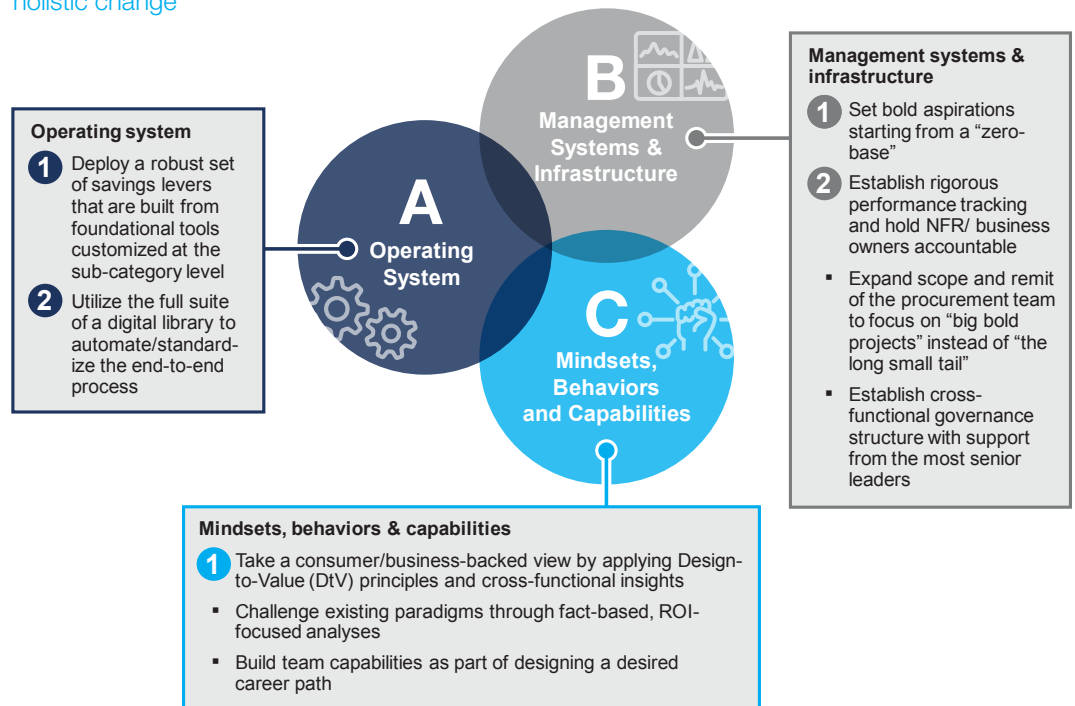 holistic change
Operating system
1 Deploy a robust set
of savings levers
that are built from
foundational tools
customized at the
sub-category level
2 Utilize the full suite
of a digital library to
automate/standard-
ize the end-to-end
process
A
Operating
System
B
Management
Systems &
Infrastructure
C
Mindsets,
Behaviors
and Capabilities
Management systems &
infrastructure
1 Set bold aspirations
starting from a “zero-
base”
2 Establish rigorous
performance tracking
and hold NFR/ business
owners accountable
▪ Expand scope and remit
of the procurement team
to focus on “big bold
projects” instead of “the
long small tail”
▪ Establish cross-
functional governance
structure with support
from the most senior
leaders
Mindsets, behaviors & capabilities
1 Take a consumer/business-backed view by applying Design-
to-Value (DtV) principles and cross-functional insights
▪ Challenge existing paradigms through fact-based, ROI-
focused analyses
▪ Build team capabilities as part of designing a desired
career path